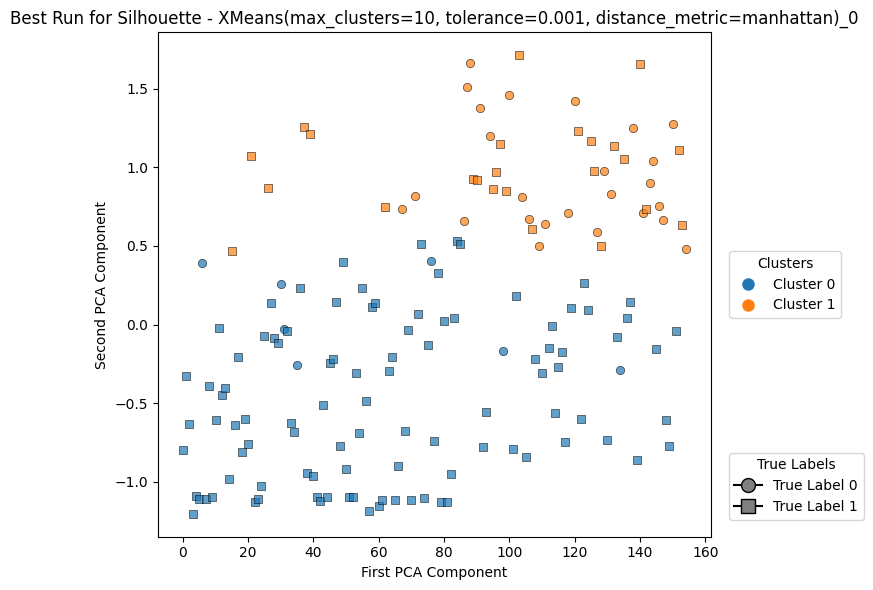 Best Run for Silhouette - XMeans(max_clusters=10, tolerance=0.001, distance_metric=manhattan)_0
1.5
1.0
0.5
0.0
−0.5
−1.0
Second PCA Component
0
20
40
60
80
100
120
140
160
First PCA Component
Clusters
Cluster 0
Cluster 1
True Labels
True Label 0
True Label 1